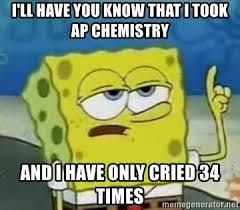 I'LL HAVE YOU KNOW THAT I TOOK
AP CHEMISTRY
AND I HAVE ONLY CRIED 34
TIMES
memegenerator.net